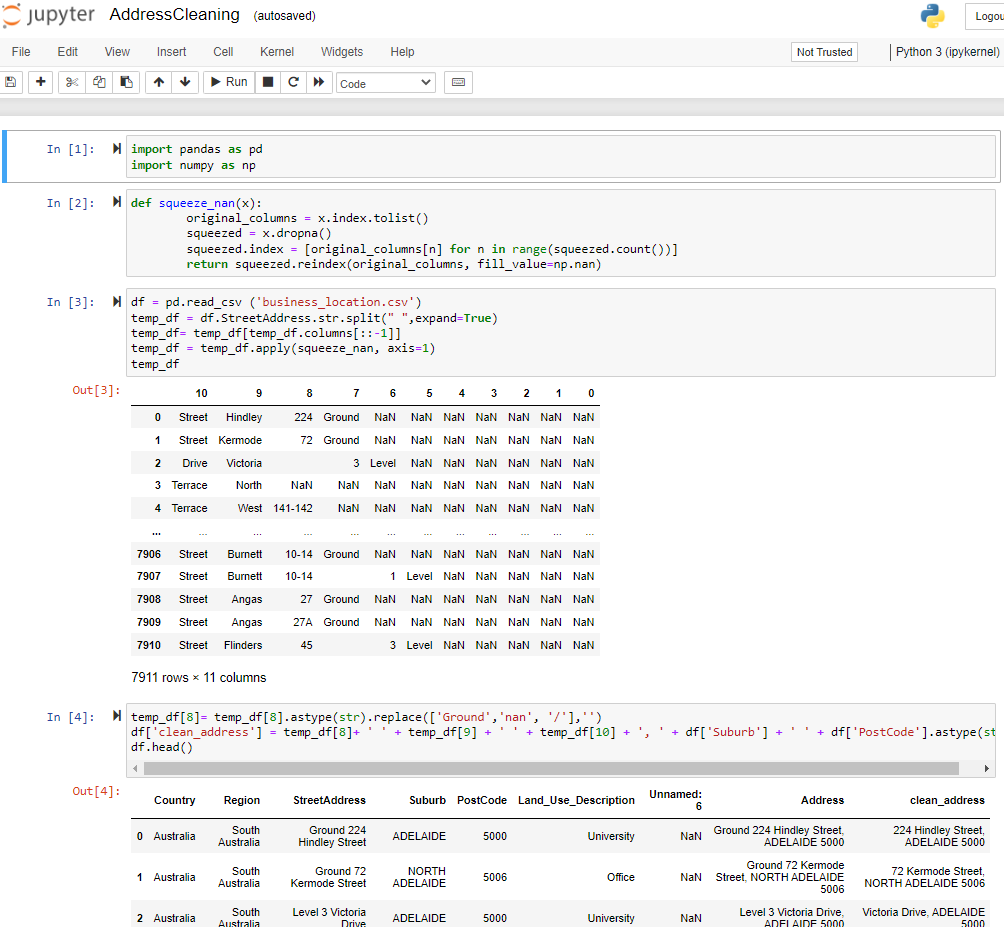 jupyter AddressCleaning (autosaved)
Logou
File Edit View Insert Cell Kernel Widgets Help
Not Trusted
Python 3 (ipykernel)
Run
Code
In [1]:
import pandas as pd
import numpy as np
In [2]:
def squeeze_nan(x):
original_columns = x.index.tolist()
squeezed = x.dropna()
squeezed.index = [original_columns[n] for n in range(squeezed.count())]
return squeezed.reindex(original_columns, fill_value=np.nan)
In [3]:
df = pd.read_csv ('business_location.csv')
temp_df = df.StreetAddress.str.split(" ",expand=True)
temp_df= temp_df[temp_df.columns[::-1]]
temp_df = temp_df.apply(squeeze_nan, axis=1)
temp_df
Out[3]:
10 9 8 7 6 5 4 3 2 1 0
0 Street Hindley 224 Ground NaN NaN NaN NaN NaN NaN NaN
1 Street Kermode 72 Ground NaN NaN NaN NaN NaN NaN NaN
2 Drive Victoria 3 Level NaN NaN NaN NaN NaN NaN
3 Terrace North NaN NaN NaN NaN NaN NaN NaN NaN NaN
4 Terrace West 141-142 NaN NaN NaN NaN NaN NaN NaN NaN
... ... ... ... ... ... ... ... ... ... ... ...
7906 Street Burnett 10-14 Ground NaN NaN NaN NaN NaN NaN NaN
7907 Street Burnett 10-14 1 Level NaN NaN NaN NaN NaN
7908 Street Angas 27 Ground NaN NaN NaN NaN NaN NaN NaN
7909 Street Angas 27A Ground NaN NaN NaN NaN NaN NaN NaN
7910 Street Flinders 45 3 Level NaN NaN NaN NaN NaN
7911 rows × 11 columns
In [4]:
temp_df[8]= temp_df[8].astype(str).replace(['Ground','nan', '/'],'')
df['clean_address'] = temp_df[8]+ ' ' + temp_df[9] + ' ' + temp_df[10] + ', ' + df['Suburb'] + ' ' + df['PostCode'].astype(st
df.head()
Out[4]:
Country Region StreetAddress Suburb PostCode Land_Use_Description Unnamed: 6 Address clean_address
0 Australia South Australia Ground 224 Hindley Street ADELAIDE 5000 University NaN Ground 224 Hindley Street, ADELAIDE 5000 224 Hindley Street, ADELAIDE 5000
1 Australia South Australia Ground 72 Kermode Street NORTH ADELAIDE 5006 Office NaN Ground 72 Kermode Street, NORTH ADELAIDE 5006 72 Kermode Street, NORTH ADELAIDE 5006
2 Australia South Australia Level 3 Victoria Drive ADELAIDE 5000 University NaN Level 3 Victoria Drive, ADELAIDE 5000 Victoria Drive, ADELAIDE 5000